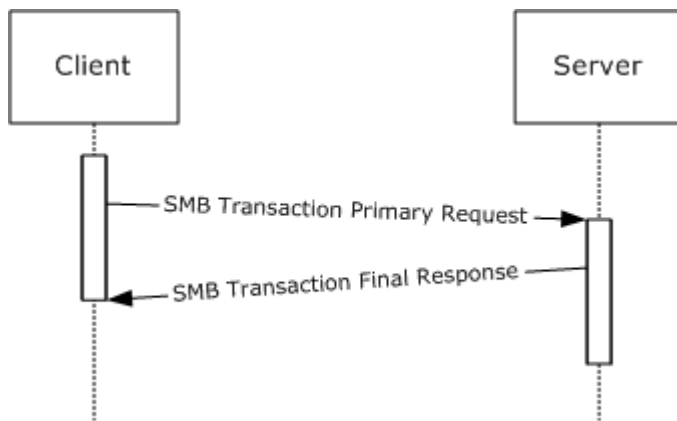 Client
Server
SMB Transaction Primary Request
SMB Transaction Final Response